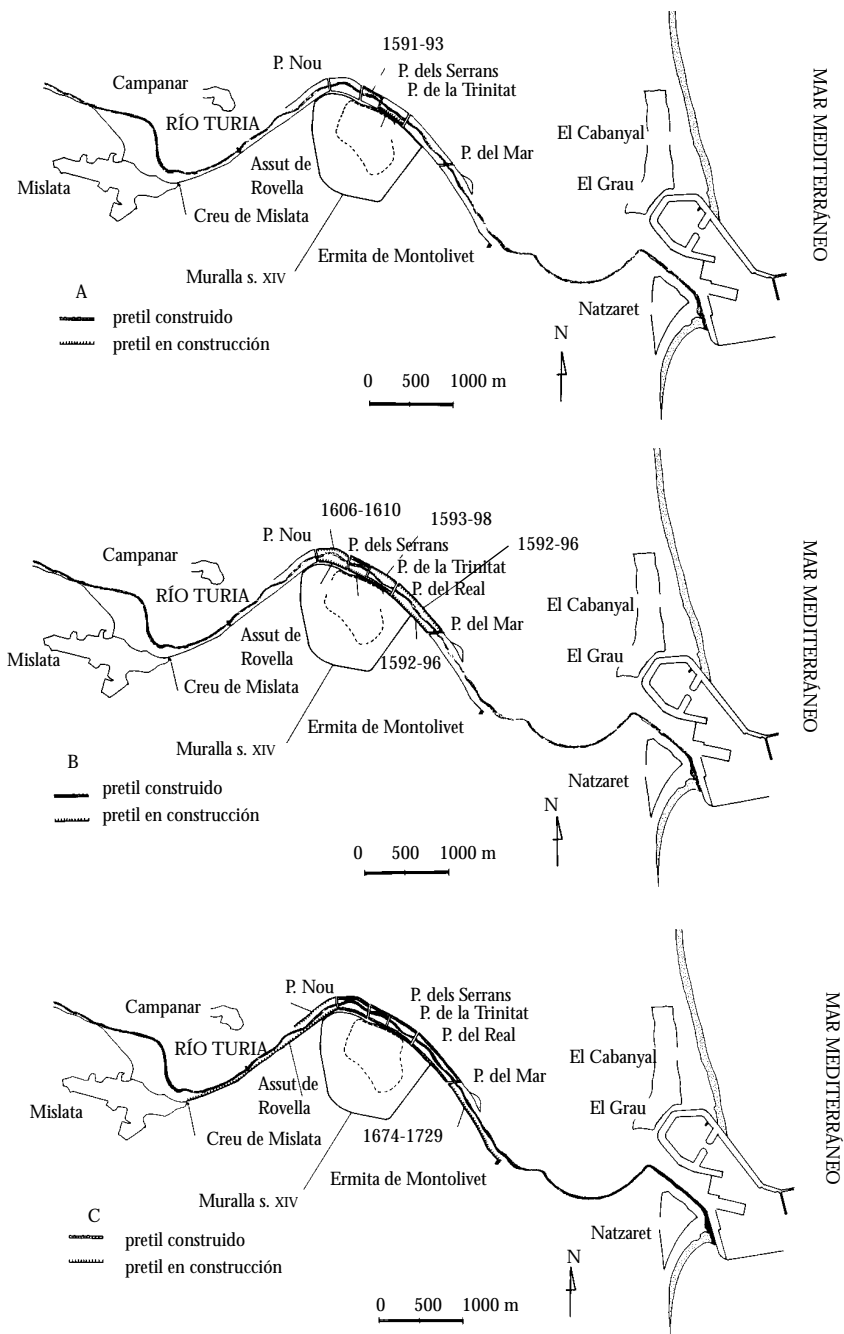 1591-93
P. Nou
P. dels Serrans
P. de la Trinitat
Campanar
RÍO TURIA
MAR MEDITERRÁNEO
El Cabanyal
P. del Mar
Assut de
Rovella
El Grau
Mislata
Creu de Mislata
Ermita de Montolivet
Muralla s. XIV
Natzaret
A
pretil construido
pretil en construcción
N
0 500 1000 m
1606-1610
1593-98
P. Nou
P. dels Serrans
1592-96
Campanar
P. de la Trinitat
P. del Real
RÍO TURIA
MAR MEDITERRÁNEO
El Cabanyal
P. del Mar
Assut de
Rovella
El Grau
Mislata
1592-96
Creu de Mislata
Ermita de Montolivet
Muralla s. XIV
B
Natzaret
pretil construido
pretil en construcción
N
0 500 1000 m
P. Nou
P. dels Serrans
P. de la Trinitat
Campanar
P. del Real
RÍO TURIA
MAR MEDITERRÁNEO
El Cabanyal
P. del Mar
Assut de
Rovella
Mislata
El Grau
Creu de Mislata
1674-1729
Ermita de Montolivet
Muralla s. XIV
C
Natzaret
pretil construido
pretil en construcción
N
0 500 1000 m